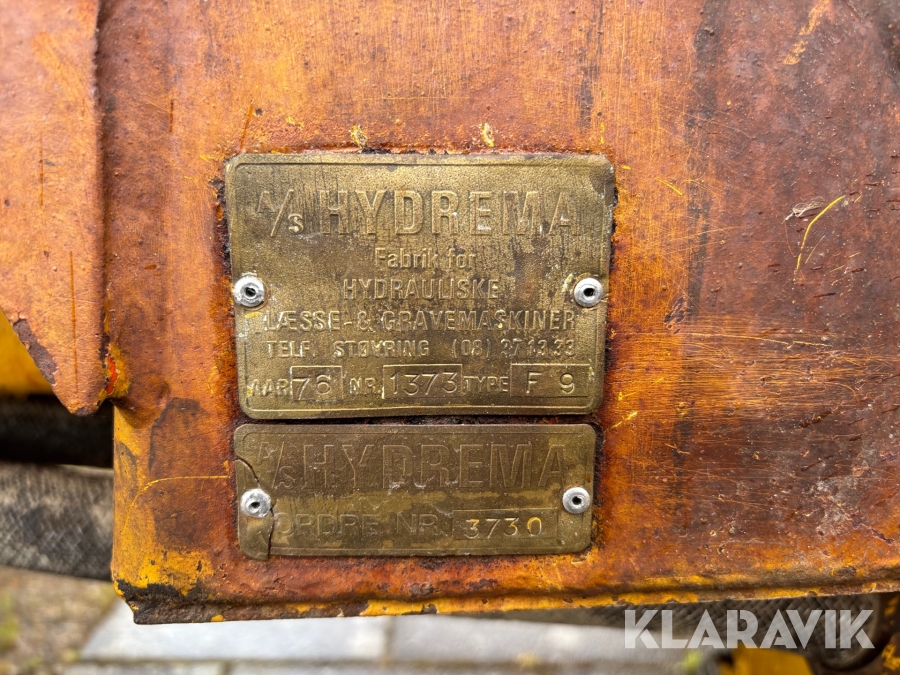 A/S HYDREMA
Fabrik for
HYDRAULISKE
LÆSSE- & GRAVEMASKINER
TELF. STØVRING (08) 37 13 33
AAR 76 NR. 1373 TYPE F 9
A/S HYDREMA
ORDRE NR. 3730
KLARAVIK